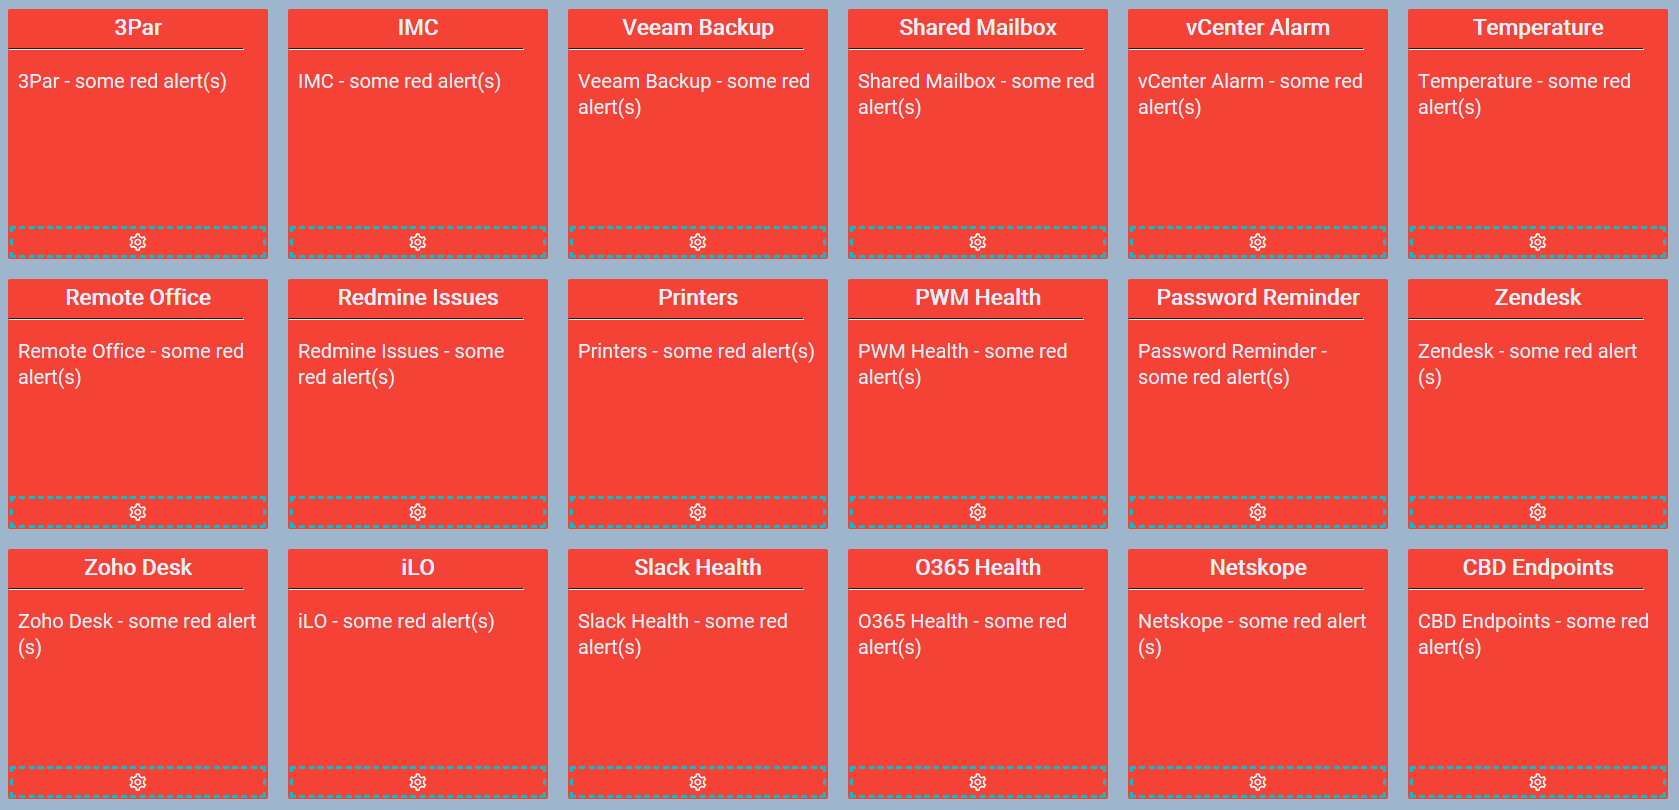 3Par
3Par - some red alert(s)
IMC
IMC - some red alert(s)
Veeam Backup
Veeam Backup - some red
alert(s)
Shared Mailbox
Shared Mailbox - some red
alert(s)
vCenter Alarm
vCenter Alarm - some red
alert(s)
Temperature
Temperature - some red
alert(s)
Remote Office
Remote Office - some red
alert(s)
Redmine Issues
Redmine Issues - some
red alert(s)
Printers
Printers - some red alert(s)
PWM Health
PWM Health - some red
alert(s)
Password Reminder
Password Reminder -
some red alert(s)
Zendesk
Zendesk - some red alert
(s)
Zoho Desk
Zoho Desk - some red alert
(s)
iLO
iLO - some red alert(s)
Slack Health
Slack Health - some red
alert(s)
O365 Health
O365 Health - some red
alert(s)
Netskope
Netskope - some red alert
(s)
CBD Endpoints
CBD Endpoints - some red
alert(s)